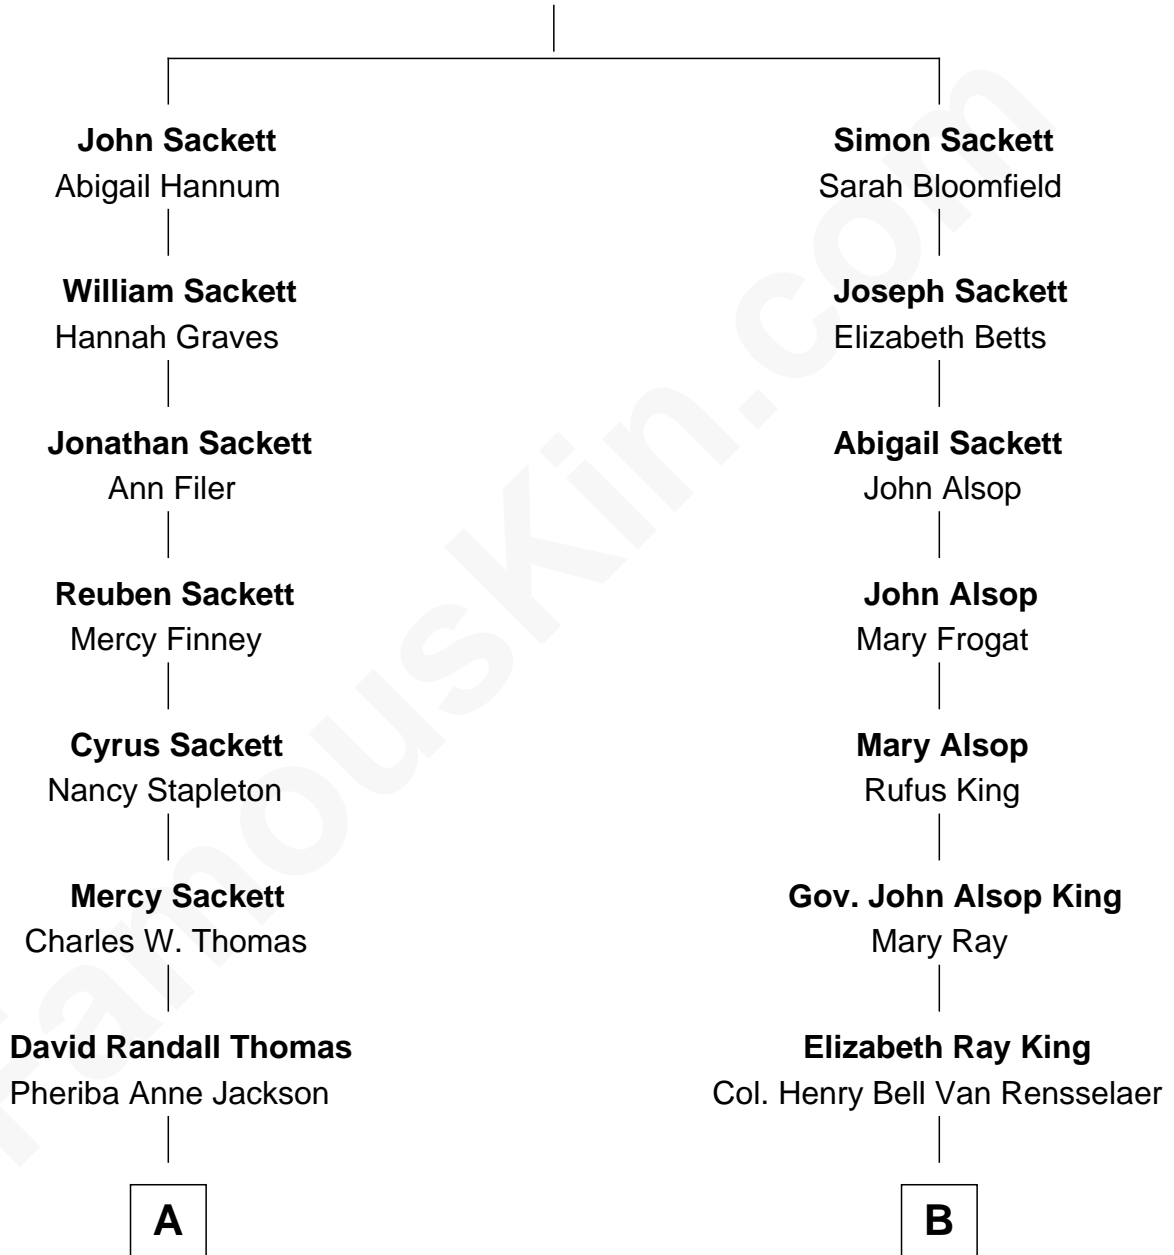 John Sackett
Abigail Hannum
William Sackett
Hannah Graves
Jonathan Sackett
Ann Filer
Reuben Sackett
Mercy Finney
Cyrus Sackett
Nancy Stapleton
Mercy Sackett
Charles W. Thomas
David Randall Thomas
Pheriba Anne Jackson
A
Simon Sackett
Sarah Bloomfield
Joseph Sackett
Elizabeth Betts
Abigail Sackett
John Alsop
John Alsop
Mary Frogat
Mary Alsop
Rufus King
Gov. John Alsop King
Mary Ray
Elizabeth Ray King
Col. Henry Bell Van Rensselaer
B
FamousKin.com